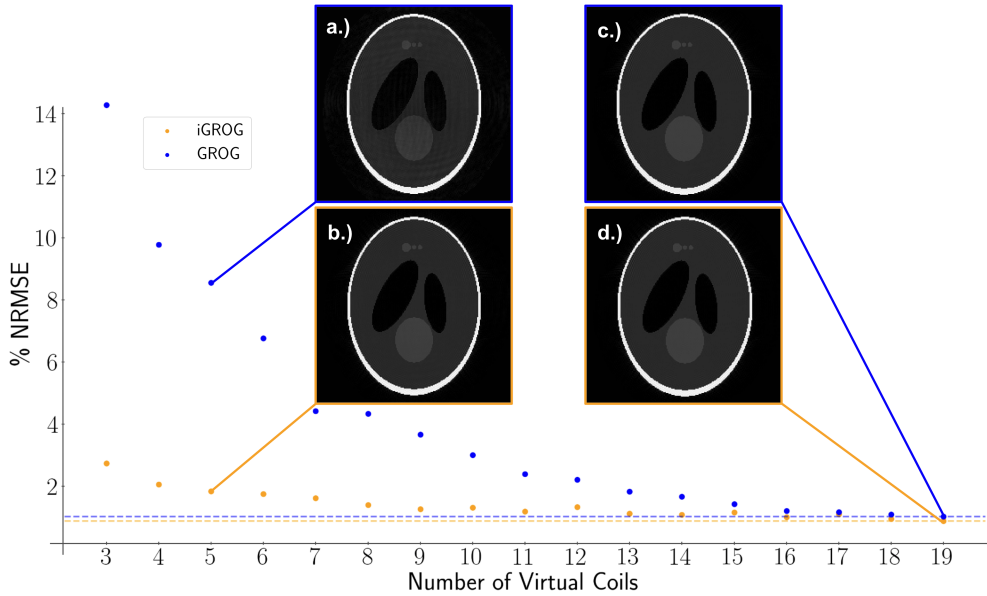 a.)
c.)
14
iGROG
GROG
12
b.)
d.)
10
% NRMSE
8
6
4
2
3 4 5 6 7 8 9 10 11 12 13 14 15 16 17 18 19
Number of Virtual Coils